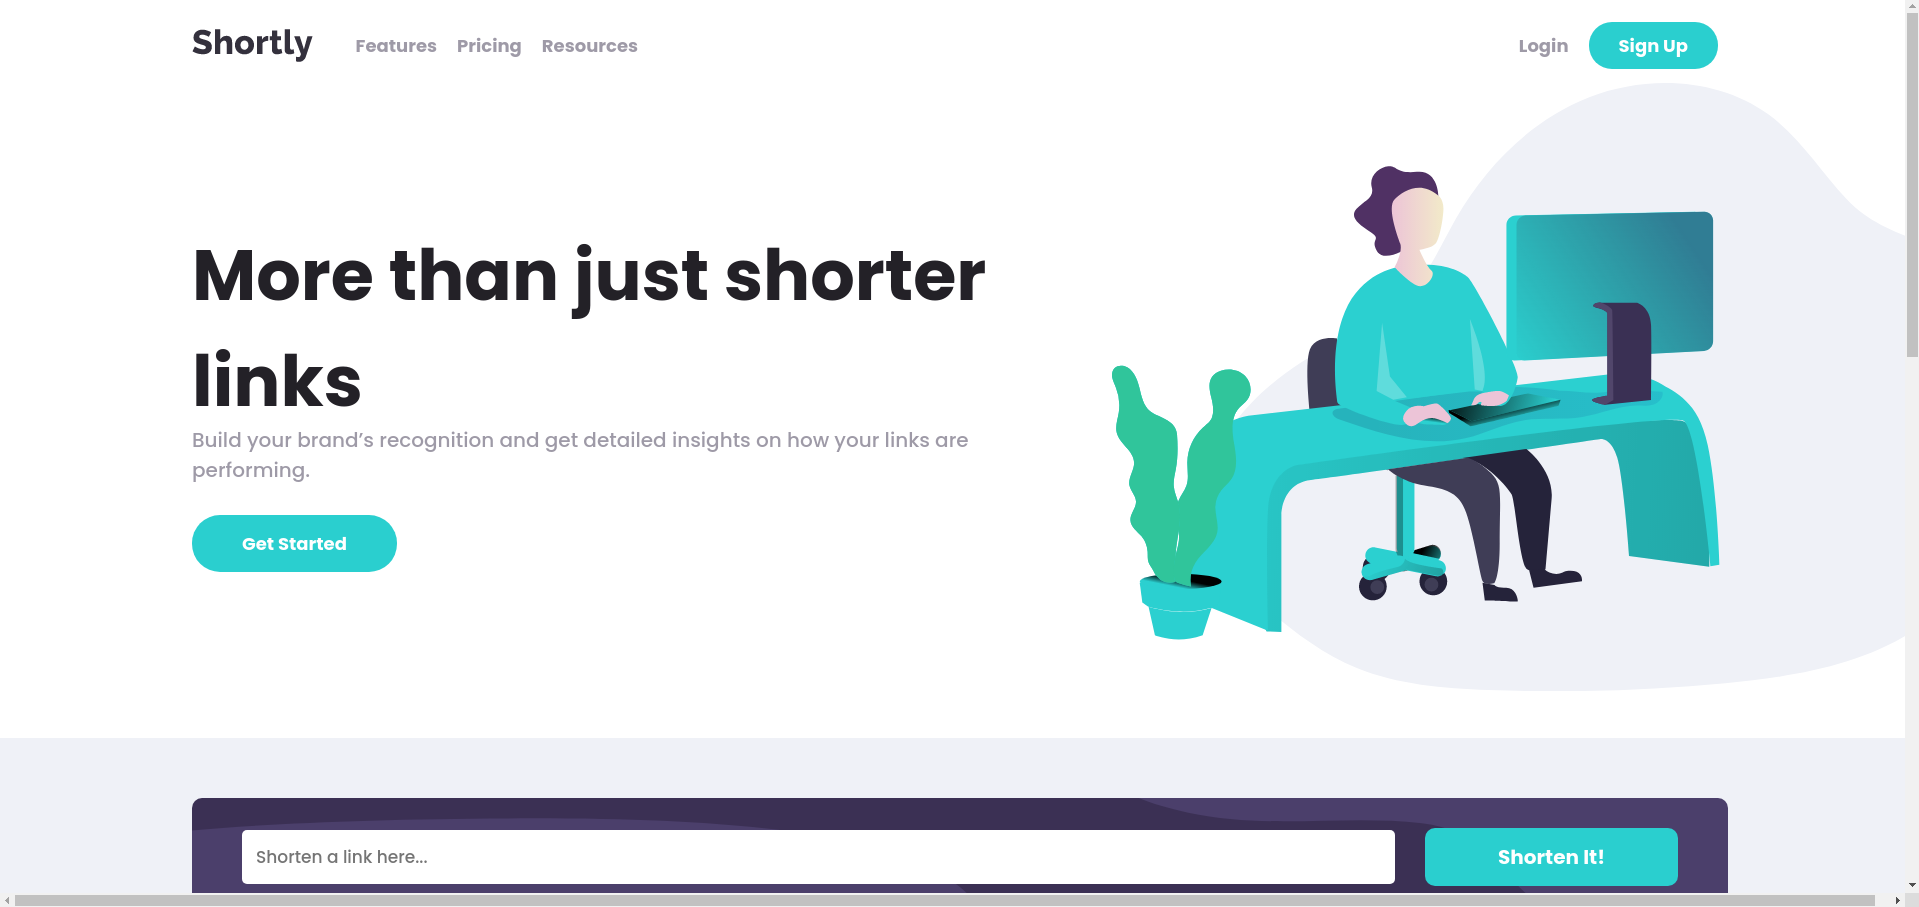 Shortly
Features
Pricing
Resources
Login
Sign Up
More than just shorter
links
Build your brand’s recognition and get detailed insights on how your links are
performing.
Get Started
Shorten a link here...
Shorten It!